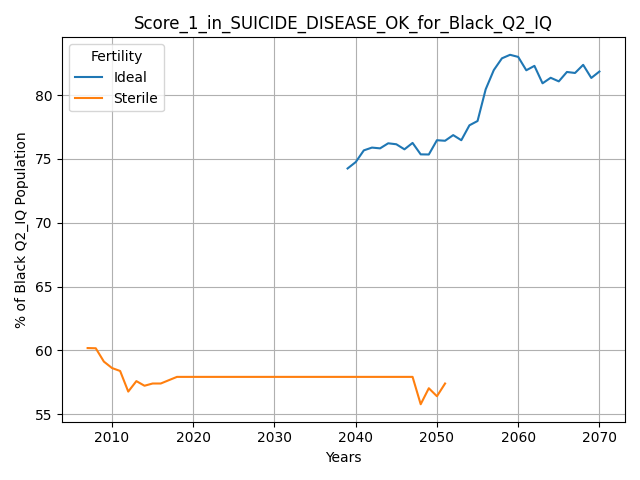 Score_1_in_SUICIDE_DISEASE_OK_for_Black_Q2_IQ
Fertility
Ideal
Sterile
% of Black Q2_IQ Population
80
75
70
65
60
55
2010 2020 2030 2040 2050 2060 2070
Years